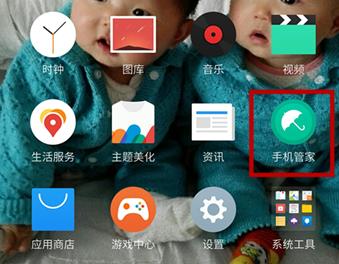 时钟
图库
音乐
视频
生活服务
主题美化
资讯
手机管家
应用商店
游戏中心
设置
系统工具